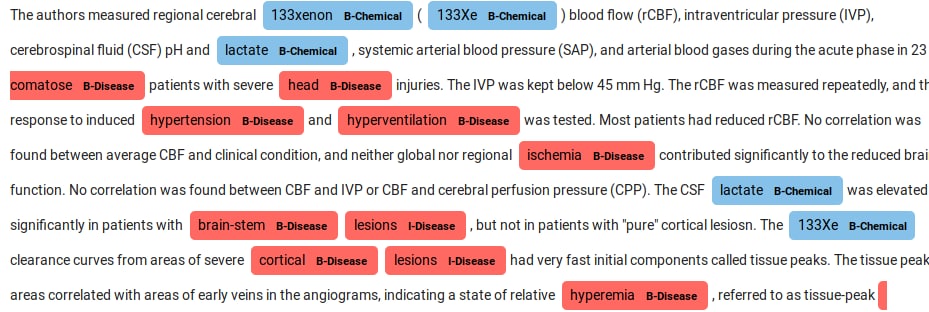 The authors measured regional cerebral 133xenon B-Chemical ( 133Xe B-Chemical ) blood flow (rCBF), intraventricular pressure (IVP),
cerebrospinal fluid (CSF) pH and lactate B-Chemical , systemic arterial blood pressure (SAP), and arterial blood gases during the acute phase in 23
comatose B-Disease patients with severe head B-Disease injuries. The IVP was kept below 45 mm Hg. The rCBF was measured repeatedly, and th
response to induced hypertension B-Disease and hyperventilation B-Disease was tested. Most patients had reduced rCBF. No correlation was
found between average CBF and clinical condition, and neither global nor regional ischemia B-Disease contributed significantly to the reduced brai
function. No correlation was found between CBF and IVP or CBF and cerebral perfusion pressure (CPP). The CSF lactate B-Chemical was elevated
significantly in patients with brain-stem B-Disease lesions I-Disease , but not in patients with "pure" cortical lesiosn. The 133Xe B-Chemical
clearance curves from areas of severe cortical B-Disease lesions I-Disease had very fast initial components called tissue peaks. The tissue peak
areas correlated with areas of early veins in the angiograms, indicating a state of relative hyperemia B-Disease , referred to as tissue-peak